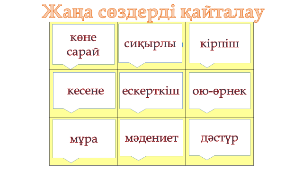 Жаңа сөздерді қайталау
көне
сарай
сиқырлы
кірпіш
кесене
ескерткіш
ою-өрнек
мұра
мәдениет
дәстүр